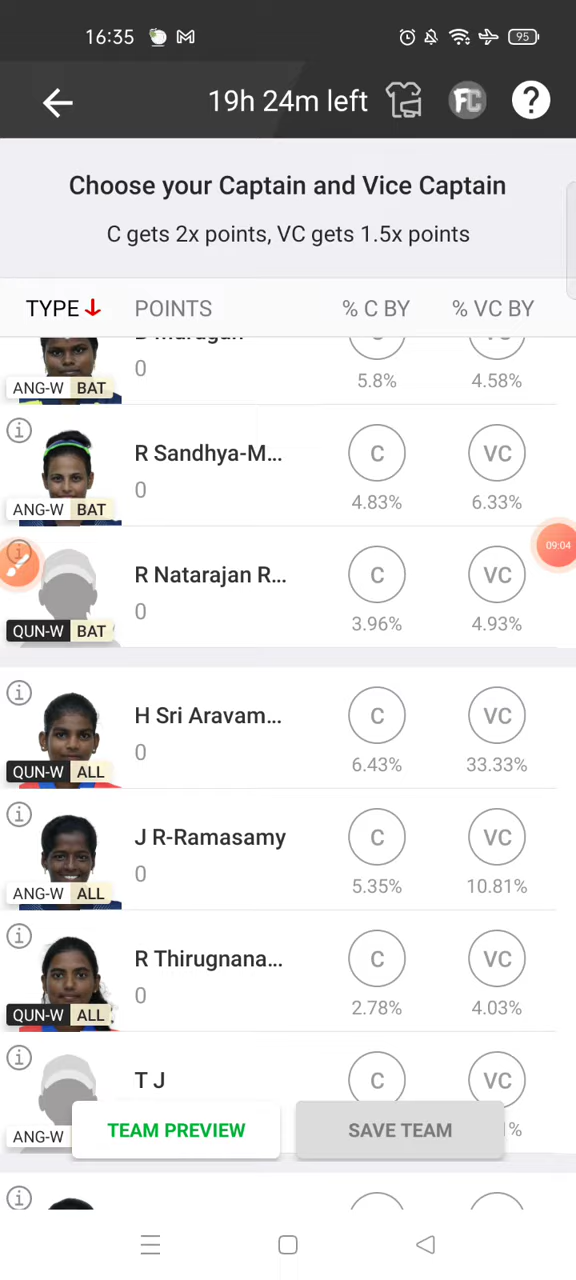 16:35
95
19h 24m left
FC
?
Choose your Captain and Vice Captain
C gets 2x points, VC gets 1.5x points
TYPE POINTS % C BY % VC BY
0
5.8% 4.58%
ANG-W BAT
R Sandhya-M... C VC
0
4.83% 6.33%
ANG-W BAT
09:04
R Natarajan R... C VC
0
3.96% 4.93%
QUN-W BAT
H Sri Aravam... C VC
0
6.43% 33.33%
QUN-W ALL
J R-Ramasamy C VC
0
5.35% 10.81%
ANG-W ALL
R Thirugnana... C VC
0
2.78% 4.03%
QUN-W ALL
T J C VC
ANG-W
TEAM PREVIEW SAVE TEAM